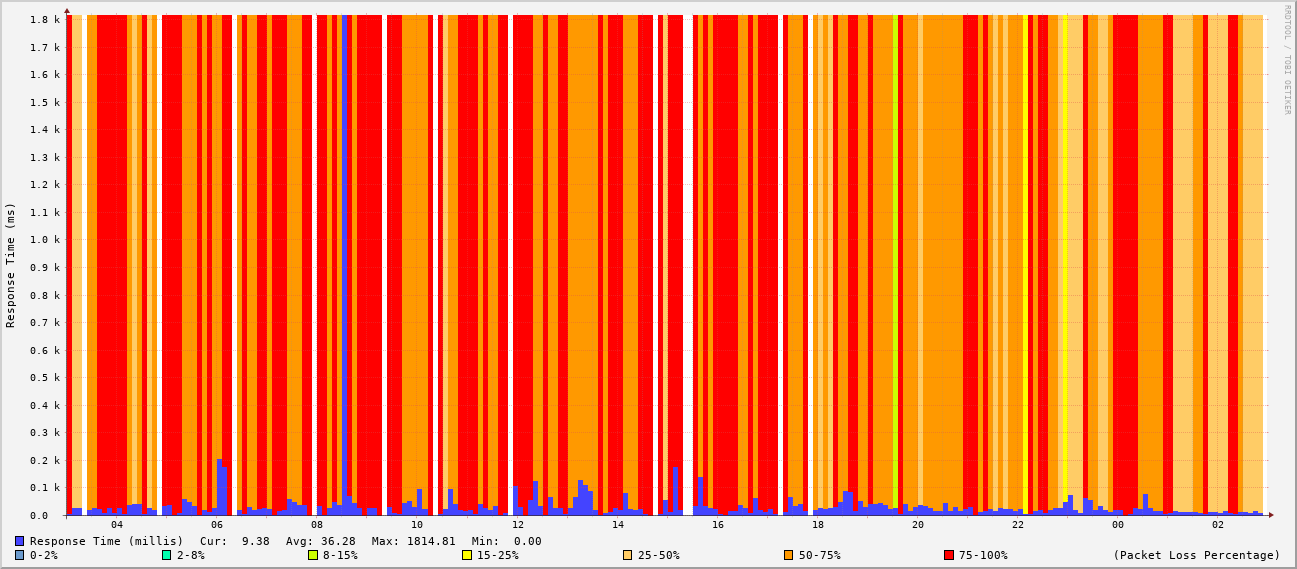 RRDTOOL / TOBI OETIKER
Response Time (ms)
1.8 k
1.7 k
1.6 k
1.5 k
1.4 k
1.3 k
1.2 k
1.1 k
1.0 k
0.9 k
0.8 k
0.7 k
0.6 k
0.5 k
0.4 k
0.3 k
0.2 k
0.1 k
0.0
04 06 08 10 12 14 16 18 20 22 00 02
Response Time (millis) Cur: 9.38 Avg: 36.28 Max: 1814.81 Min: 0.00
0-2% 2-8% 8-15% 15-25% 25-50% 50-75% 75-100% (Packet Loss Percentage)